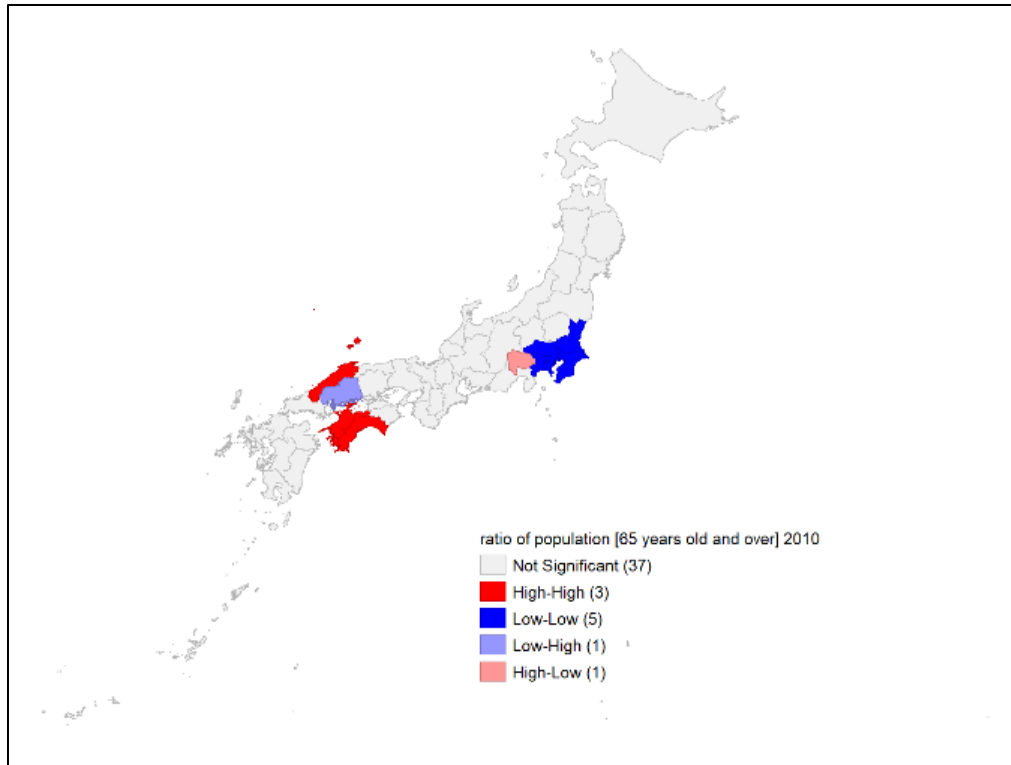 ratio of population [65 years old and over] 2010
Not Significant (37)
High-High (3)
Low-Low (5)
Low-High (1)
High-Low (1)